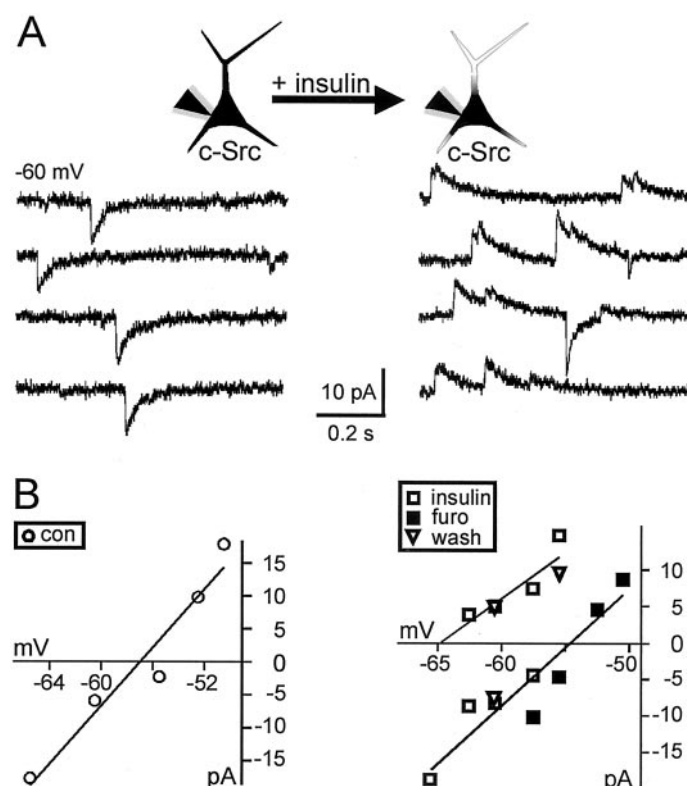 A
+ insulin
c-Src
c-Src
-60 mV
10 pA
0.2 s
B
con
insulin
furo
wash
15
10
5
mV
0
-64
-60
-52
-5
-10
-15
pA
10
5
mV
0
-65
-60
-50
-5
-10
-15
pA